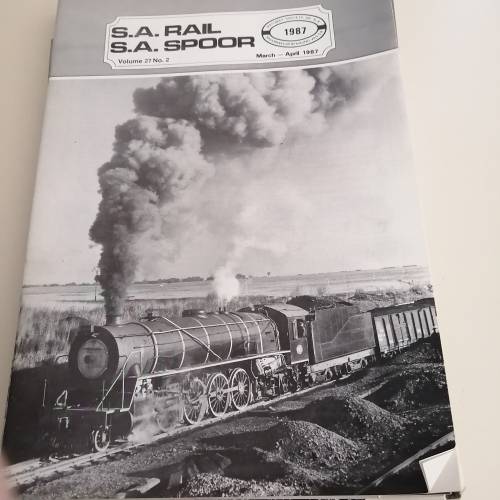 S.A. RAIL
S.A. SPOOR
Volume 27 No. 2
1987
March — April 1987